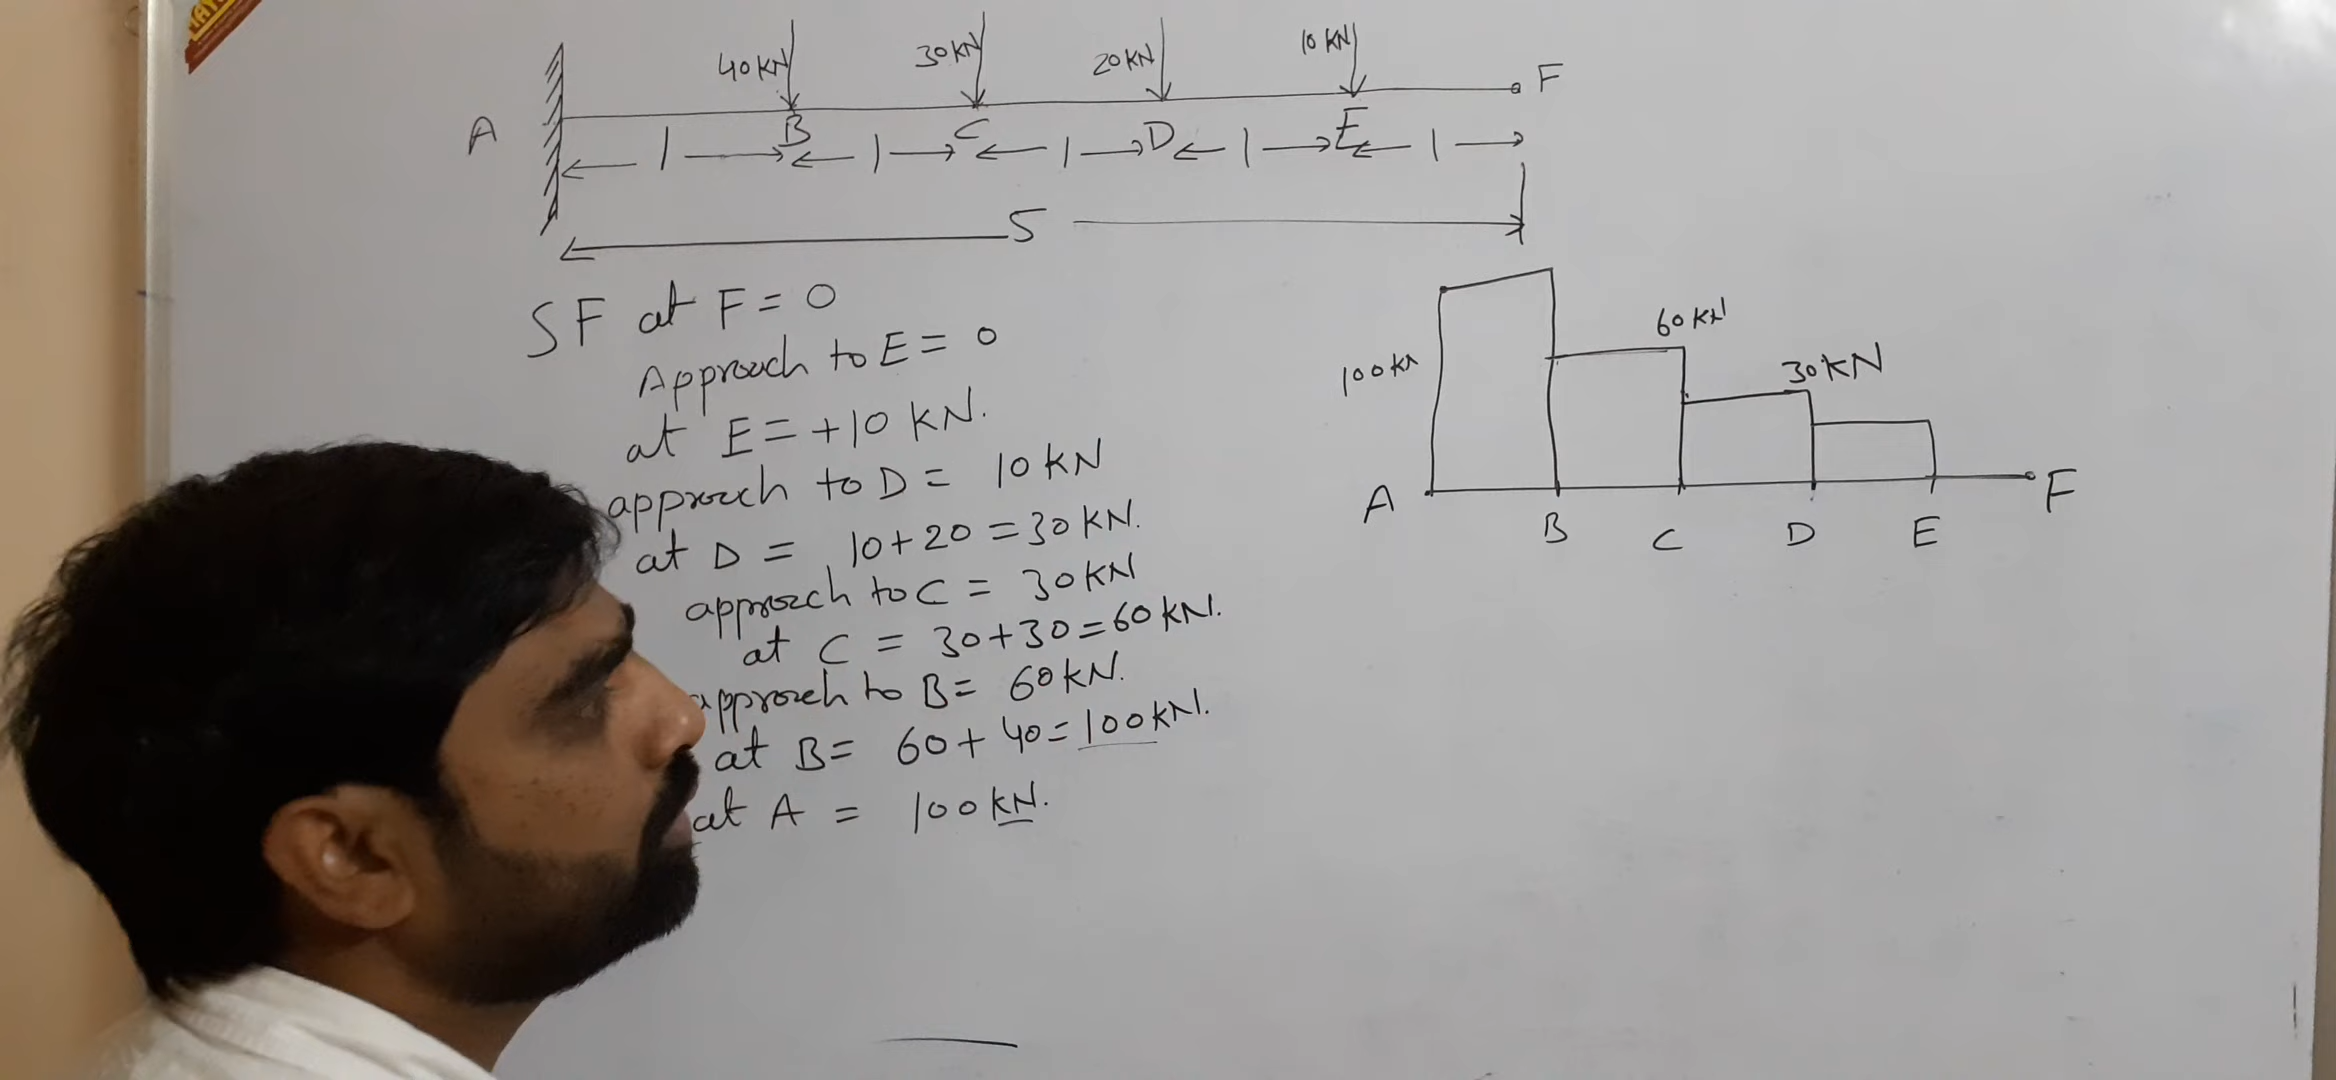 40 KN 30 KN 20 KN 10 KN
A B C D E F
1 1 1 1 1
5
SF at F = 0
Approach to E = 0
at E = +10 KN.
approach to D = 10 KN
at D = 10+20 = 30 KN.
approach to C = 30 KN
at C = 30+30 = 60 KN.
approach to B = 60 KN.
at B = 60+40 = 100 KN.
at A = 100 KN.
100 KN
60 KN
30 KN
A B C D E F